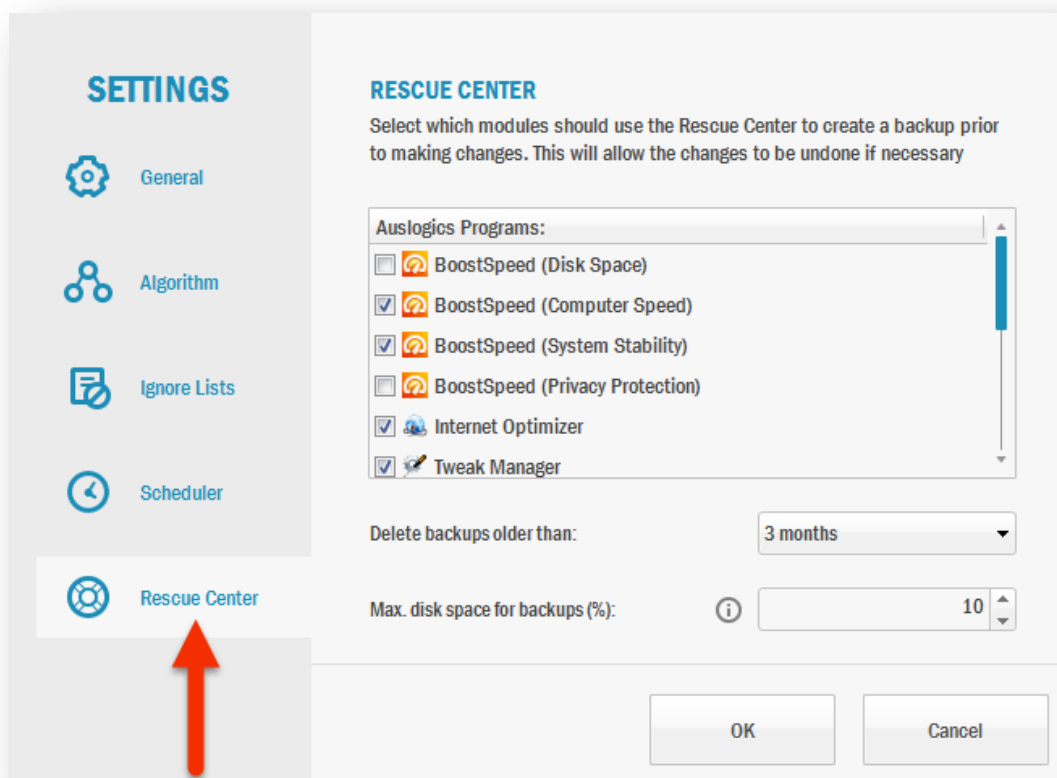 SETTINGS
General
Algorithm
Ignore Lists
Scheduler
Rescue Center
RESCUE CENTER
Select which modules should use the Rescue Center to create a backup prior
to making changes. This will allow the changes to be undone if necessary
Auslogics Programs:
BoostSpeed (Disk Space)
BoostSpeed (Computer Speed)
BoostSpeed (System Stability)
BoostSpeed (Privacy Protection)
Internet Optimizer
Tweak Manager
Delete backups older than: 3 months
Max. disk space for backups (%): 10
OK Cancel